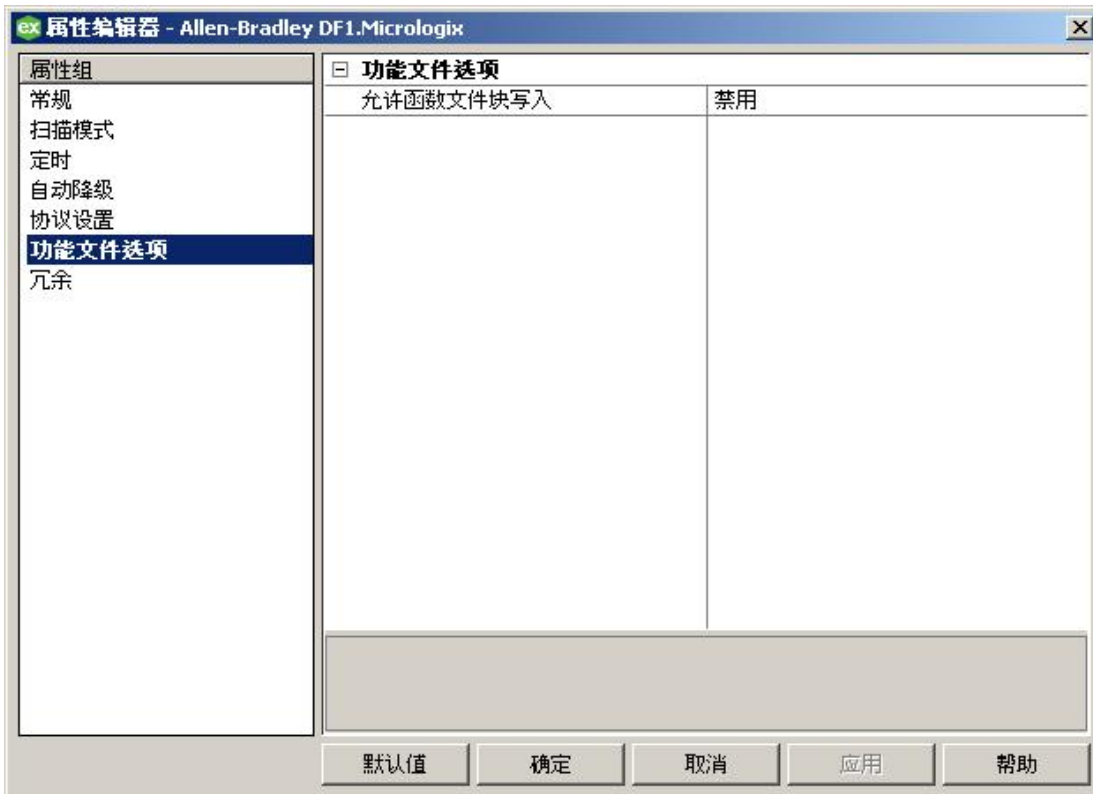 ex 属性编辑器 - Allen-Bradley DF1.Micrologix
属性组
常规
扫描模式
定时
自动降级
协议设置
功能文件选项
冗余
功能文件选项
允许函数文件块写入 禁用
默认值 确定 取消 应用 帮助